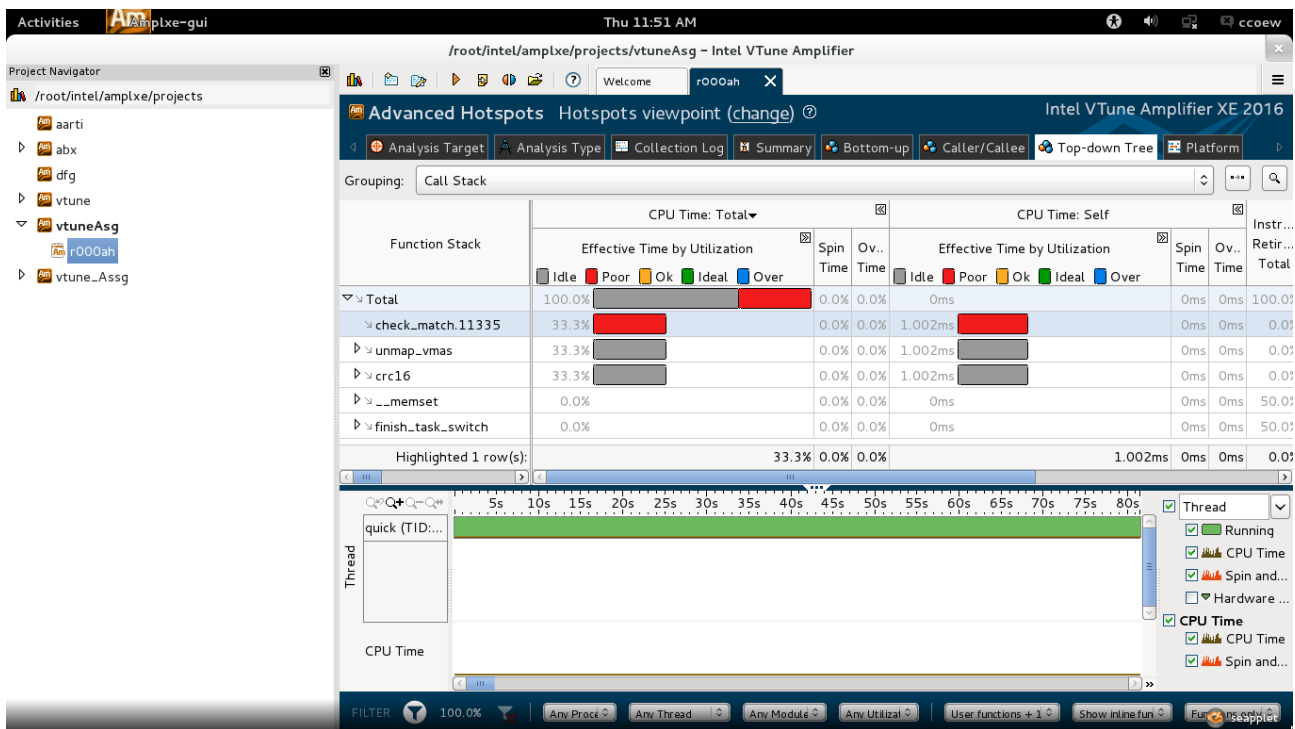 Activities Amplxe-gui Thu 11:51 AM ccoew
/root/intel/amplxe/projects/vtuneAsg – Intel VTune Amplifier
Project Navigator
/root/intel/amplxe/projects
aarti
abx
dfg
vtune
vtuneAsg
r000ah
vtune_Assg
Welcome r000ah
Advanced Hotspots Hotspots viewpoint (change) Intel VTune Amplifier XE 2016
Analysis Target Analysis Type Collection Log Summary Bottom-up Caller/Callee Top-down Tree Platform
Grouping: Call Stack
Function Stack
CPU Time: Total CPU Time: Self Instr... Retir... Total
Effective Time by Utilization Spin Time Ov.. Time Effective Time by Utilization Spin Time Ov.. Time
Idle Poor Ok Ideal Over Idle Poor Ok Ideal Over
Total 100.0% 0.0% 0.0% 0ms 0ms 0ms 100.0%
check_match.11335 33.3% 0.0% 0.0% 1.002ms 0ms 0ms 0.0%
unmap_vmas 33.3% 0.0% 0.0% 1.002ms 0ms 0ms 0.0%
crc16 33.3% 0.0% 0.0% 1.002ms 0ms 0ms 0.0%
__memset 0.0% 0.0% 0.0% 0ms 0ms 0ms 50.0%
finish_task_switch 0.0% 0.0% 0.0% 0ms 0ms 0ms 50.0%
Highlighted 1 row(s): 33.3% 0.0% 0.0% 1.002ms 0ms 0ms 0.0%
5s 10s 15s 20s 25s 30s 35s 40s 45s 50s 55s 60s 65s 70s 75s 80s
Thread
quick (TID:...
CPU Time
Thread
Running
CPU Time
Spin and...
Hardware ...
CPU Time
CPU Time
Spin and...
FILTER 100.0% Any Proce Any Thread Any Module Any Utilizat User functions + 1 Show inline fun seapplet